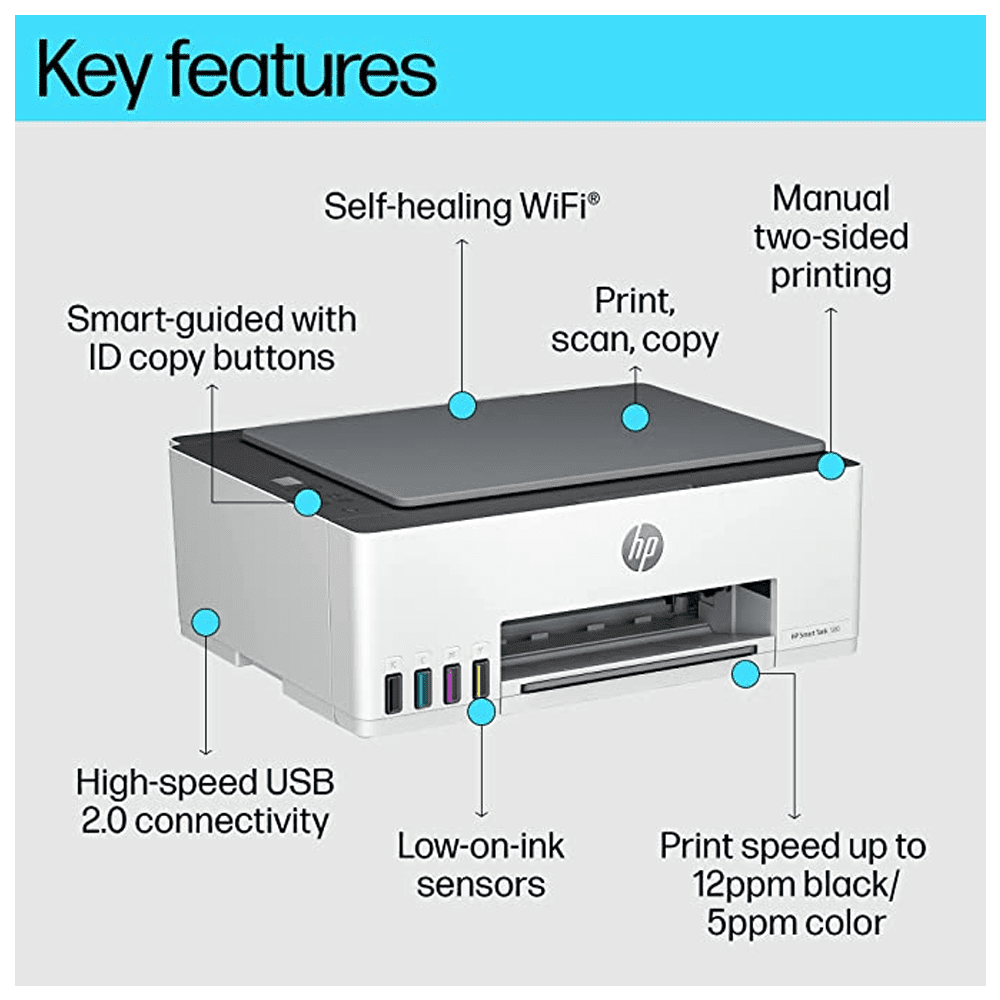 Key features
Self-healing WiFi®
Manual
two-sided
printing
Print,
scan, copy
Smart-guided with
ID copy buttons
hp
HP Smart Tank 580
K C M Y
High-speed USB
2.0 connectivity
Low-on-ink
sensors
Print speed up to
12ppm black/
5ppm color